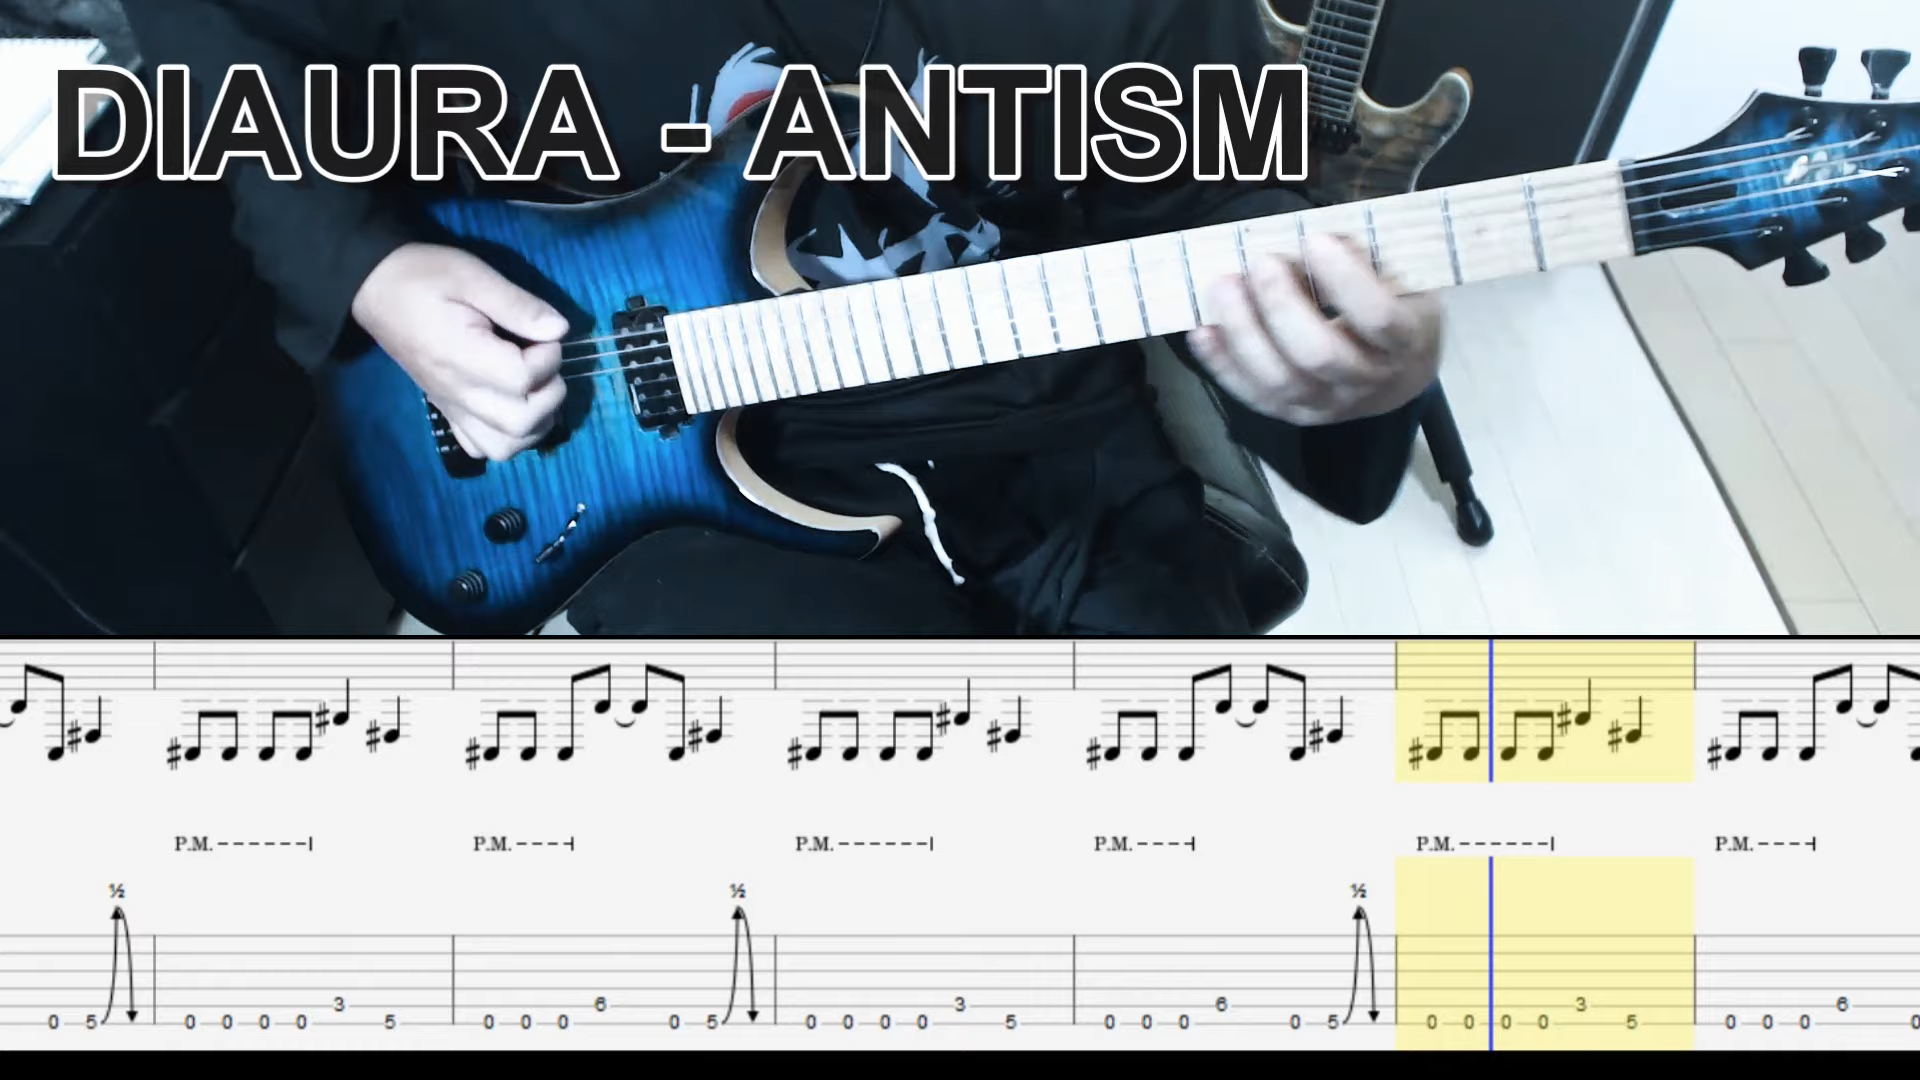 DIAURA - ANTISM
P.M. P.M. P.M. P.M. P.M. P.M.
½ ½ ½
3 6 3 6 3 6
0 5 0 0 0 0 5 0 0 0 0 5 0 0 0 0 5 0 0 0 0 5 0 0 0 0 5 0 0 0 0